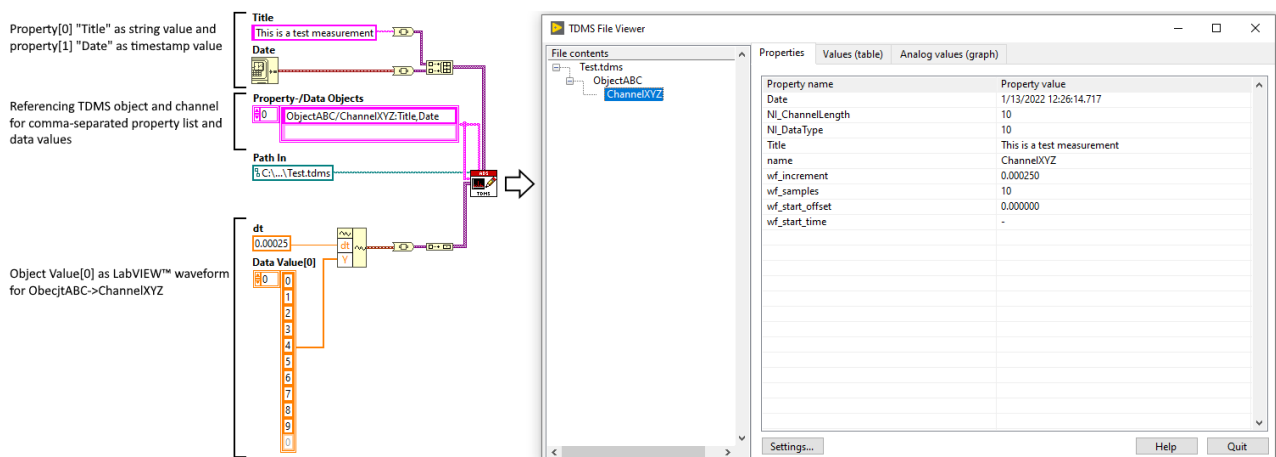 Property[0] "Title" as string value and
property[1] "Date" as timestamp value
Referencing TDMS object and channel
for comma-separated property list and
data values
Object Value[0] as LabVIEW™ waveform
for ObecjtABC->ChannelXYZ
Title
This is a test measurement
Date
Property-/Data Objects
0
ObjectABC/ChannelXYZ:Title,Date
Path In
C:\...\Test.tdms
ADS
TDMS
dt
0.00025
dt
Y
Data Value[0]
0
0
1
2
3
4
5
6
7
8
9
0
TDMS File Viewer
File contents
Test.tdms
ObjectABC
ChannelXYZ
Properties
Values (table)
Analog values (graph)
Property name Property value
Date 1/13/2022 12:26:14.717
NI_ChannelLength 10
NI_DataType 10
Title This is a test measurement
name ChannelXYZ
wf_increment 0.000250
wf_samples 10
wf_start_offset 0.000000
wf_start_time -
Settings...
Help
Quit